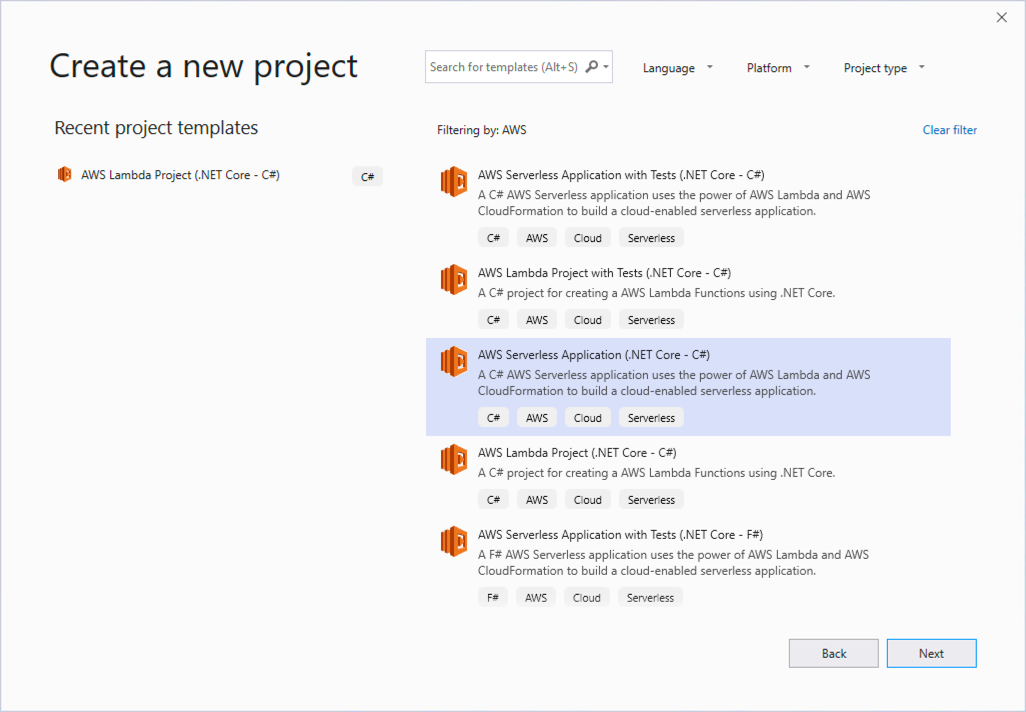 Create a new project
Search for templates (Alt+S)
Language
Platform
Project type
Recent project templates
AWS Lambda Project (.NET Core - C#)
C#
Filtering by: AWS
Clear filter
AWS Serverless Application with Tests (.NET Core - C#)
A C# AWS Serverless application uses the power of AWS Lambda and AWS
CloudFormation to build a cloud-enabled serverless application.
C# AWS Cloud Serverless
AWS Lambda Project with Tests (.NET Core - C#)
A C# project for creating a AWS Lambda Functions using .NET Core.
C# AWS Cloud Serverless
AWS Serverless Application (.NET Core - C#)
A C# AWS Serverless application uses the power of AWS Lambda and AWS
CloudFormation to build a cloud-enabled serverless application.
C# AWS Cloud Serverless
AWS Lambda Project (.NET Core - C#)
A C# project for creating a AWS Lambda Functions using .NET Core.
C# AWS Cloud Serverless
AWS Serverless Application with Tests (.NET Core - F#)
A F# AWS Serverless application uses the power of AWS Lambda and AWS
CloudFormation to build a cloud-enabled serverless application.
F# AWS Cloud Serverless
Back
Next